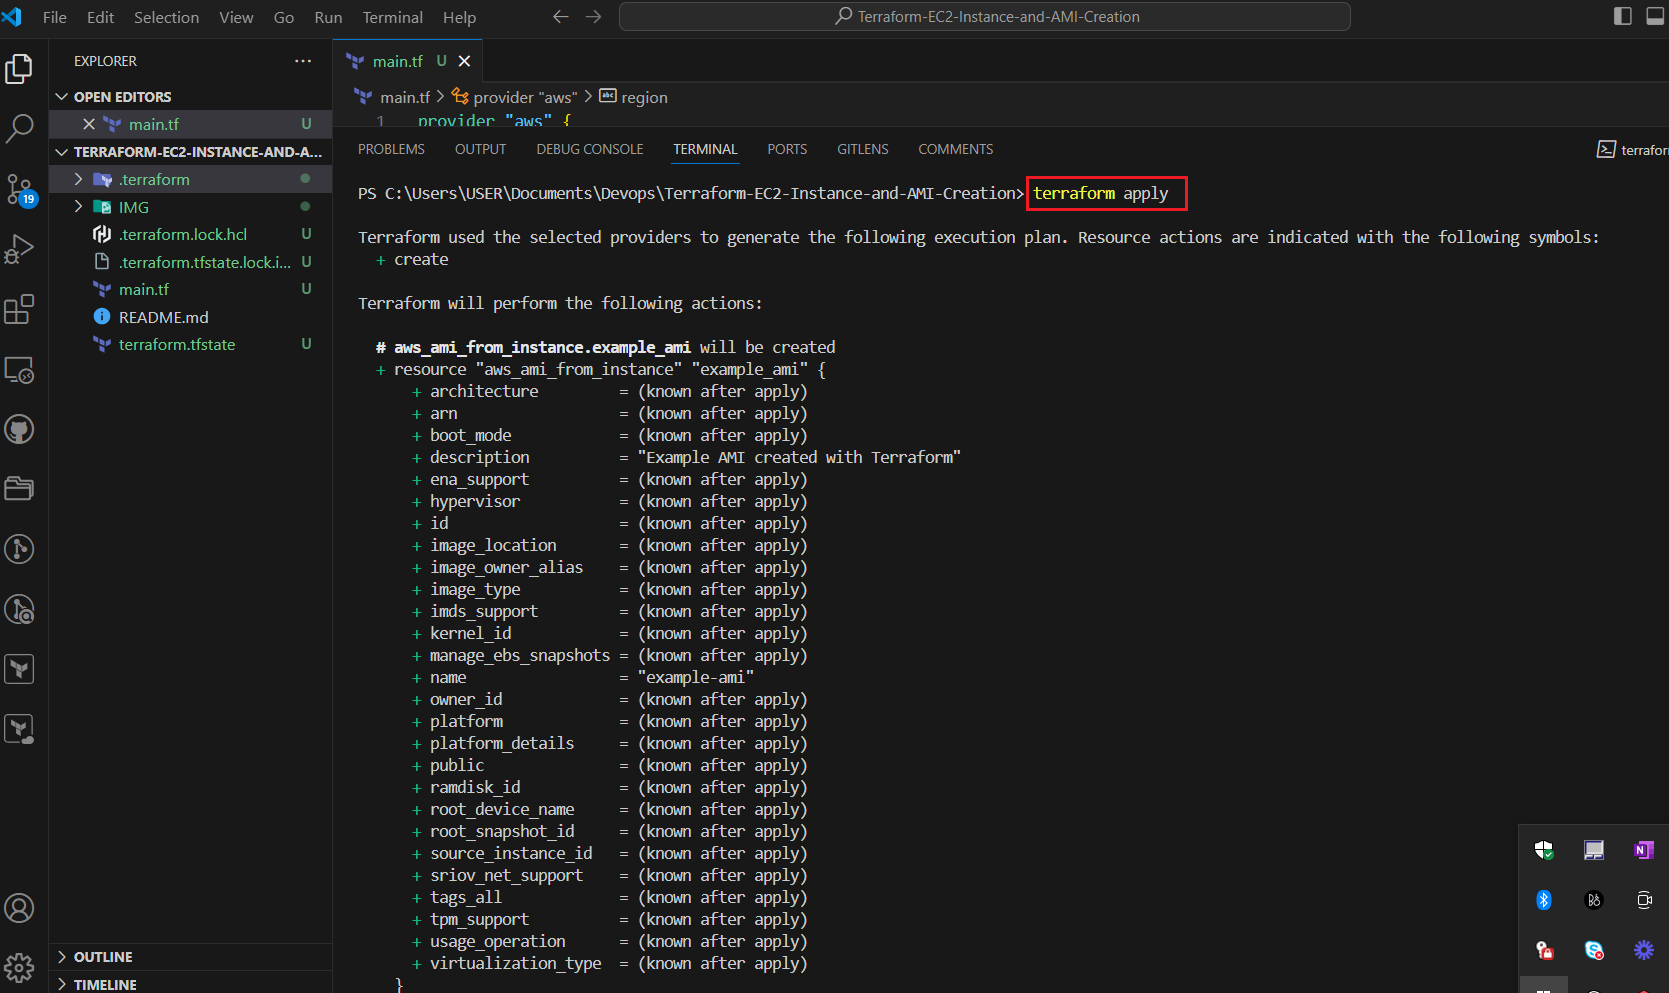 File Edit Selection View Go Run Terminal Help
Terraform-EC2-Instance-and-AMI-Creation
EXPLORER
OPEN EDITORS
main.tf U
TERRAFORM-EC2-INSTANCE-AND-A...
.terraform
IMG
.terraform.lock.hcl U
.terraform.tfstate.lock.i... U
main.tf U
README.md
terraform.tfstate U
OUTLINE
TIMELINE
19
main.tf U
main.tf > provider "aws" > abc region
1 provider "aws" {
PROBLEMS OUTPUT DEBUG CONSOLE TERMINAL PORTS GITLENS COMMENTS
PS C:\Users\USER\Documents\Devops\Terraform-EC2-Instance-and-AMI-Creation> terraform apply
Terraform used the selected providers to generate the following execution plan. Resource actions are indicated with the following symbols:
+ create
Terraform will perform the following actions:
# aws_ami_from_instance.example_ami will be created
+ resource "aws_ami_from_instance" "example_ami" {
+ architecture = (known after apply)
+ arn = (known after apply)
+ boot_mode = (known after apply)
+ description = "Example AMI created with Terraform"
+ ena_support = (known after apply)
+ hypervisor = (known after apply)
+ id = (known after apply)
+ image_location = (known after apply)
+ image_owner_alias = (known after apply)
+ image_type = (known after apply)
+ imds_support = (known after apply)
+ kernel_id = (known after apply)
+ manage_ebs_snapshots = (known after apply)
+ name = "example-ami"
+ owner_id = (known after apply)
+ platform = (known after apply)
+ platform_details = (known after apply)
+ public = (known after apply)
+ ramdisk_id = (known after apply)
+ root_device_name = (known after apply)
+ root_snapshot_id = (known after apply)
+ source_instance_id = (known after apply)
+ sriov_net_support = (known after apply)
+ tags_all = (known after apply)
+ tpm_support = (known after apply)
+ usage_operation = (known after apply)
+ virtualization_type = (known after apply)
}